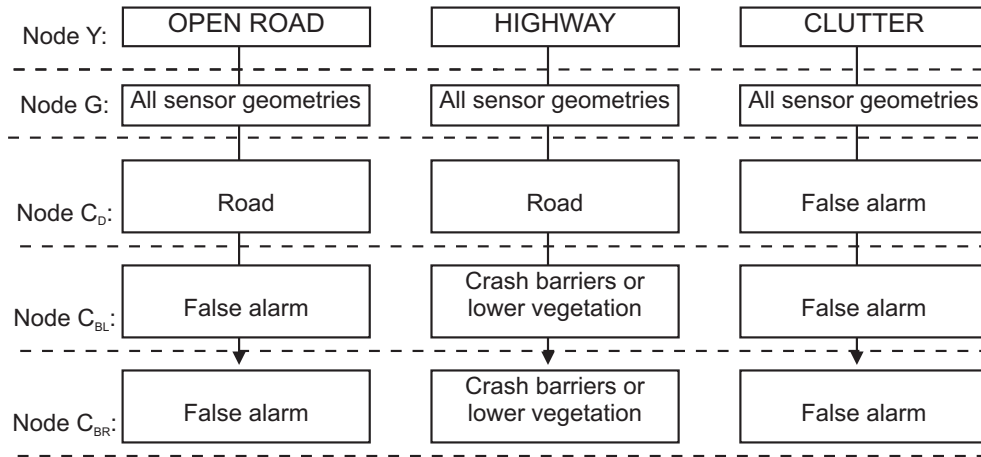 Node Y: OPEN ROAD HIGHWAY CLUTTER
Node G: All sensor geometries All sensor geometries All sensor geometries
Node C_D: Road Road False alarm
Node C_BL: False alarm Crash barriers or False alarm
lower vegetation
Node C_BR: False alarm Crash barriers or False alarm
lower vegetation